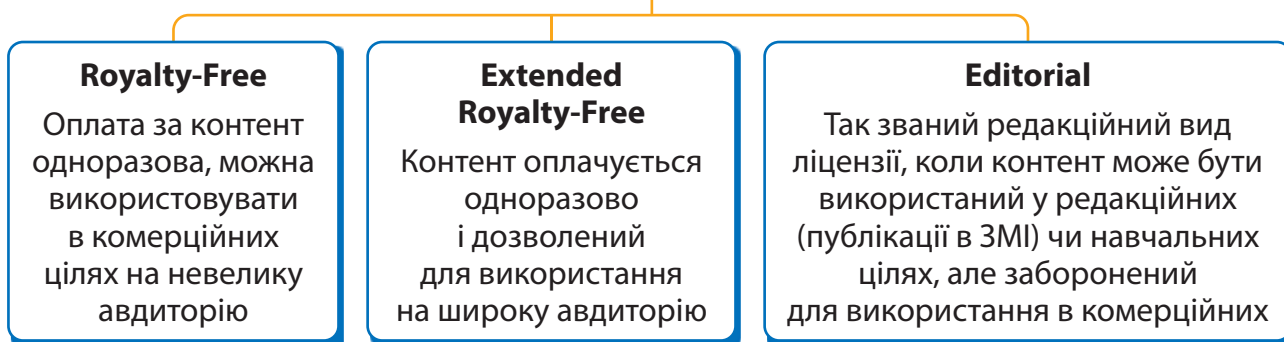 Royalty-Free
Оплата за контент
одноразова, можна
використовувати
в комерційних
цілях на невелику
авдиторію
Extended
Royalty-Free
Контент оплачується
одноразово
і дозволений
для використання
на широку авдиторію
Editorial
Так званий редакційний вид
ліцензії, коли контент може бути
використаний у редакційних
(публікації в ЗМІ) чи навчальних
цілях, але заборонений
для використання в комерційних